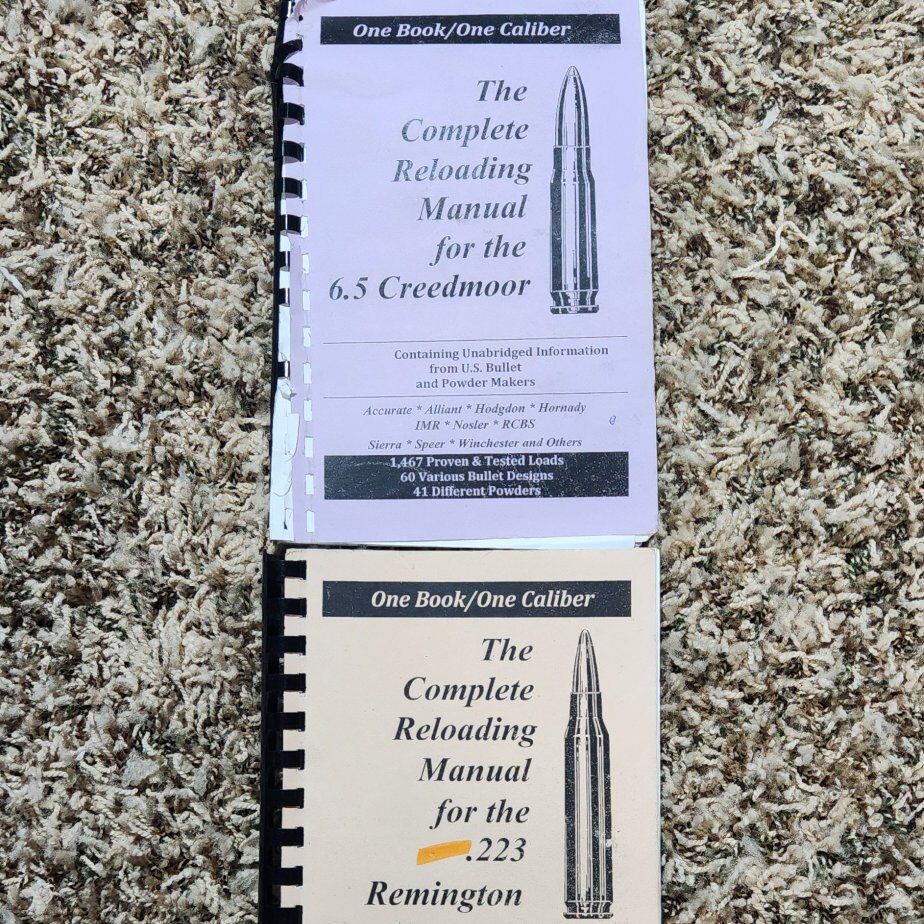 One Book/One Caliber
The
Complete
Reloading
Manual
for the
6.5 Creedmoor
Containing Unabridged Information
from U.S. Bullet
and Powder Makers
Accurate * Alliant * Hodgdon * Hornady
IMR * Nosler * RCBS
Sierra * Speer * Winchester and Others
1,467 Proven & Tested Loads
60 Various Bullet Designs
41 Different Powders
One Book/One Caliber
The
Complete
Reloading
Manual
for the
.223
Remington